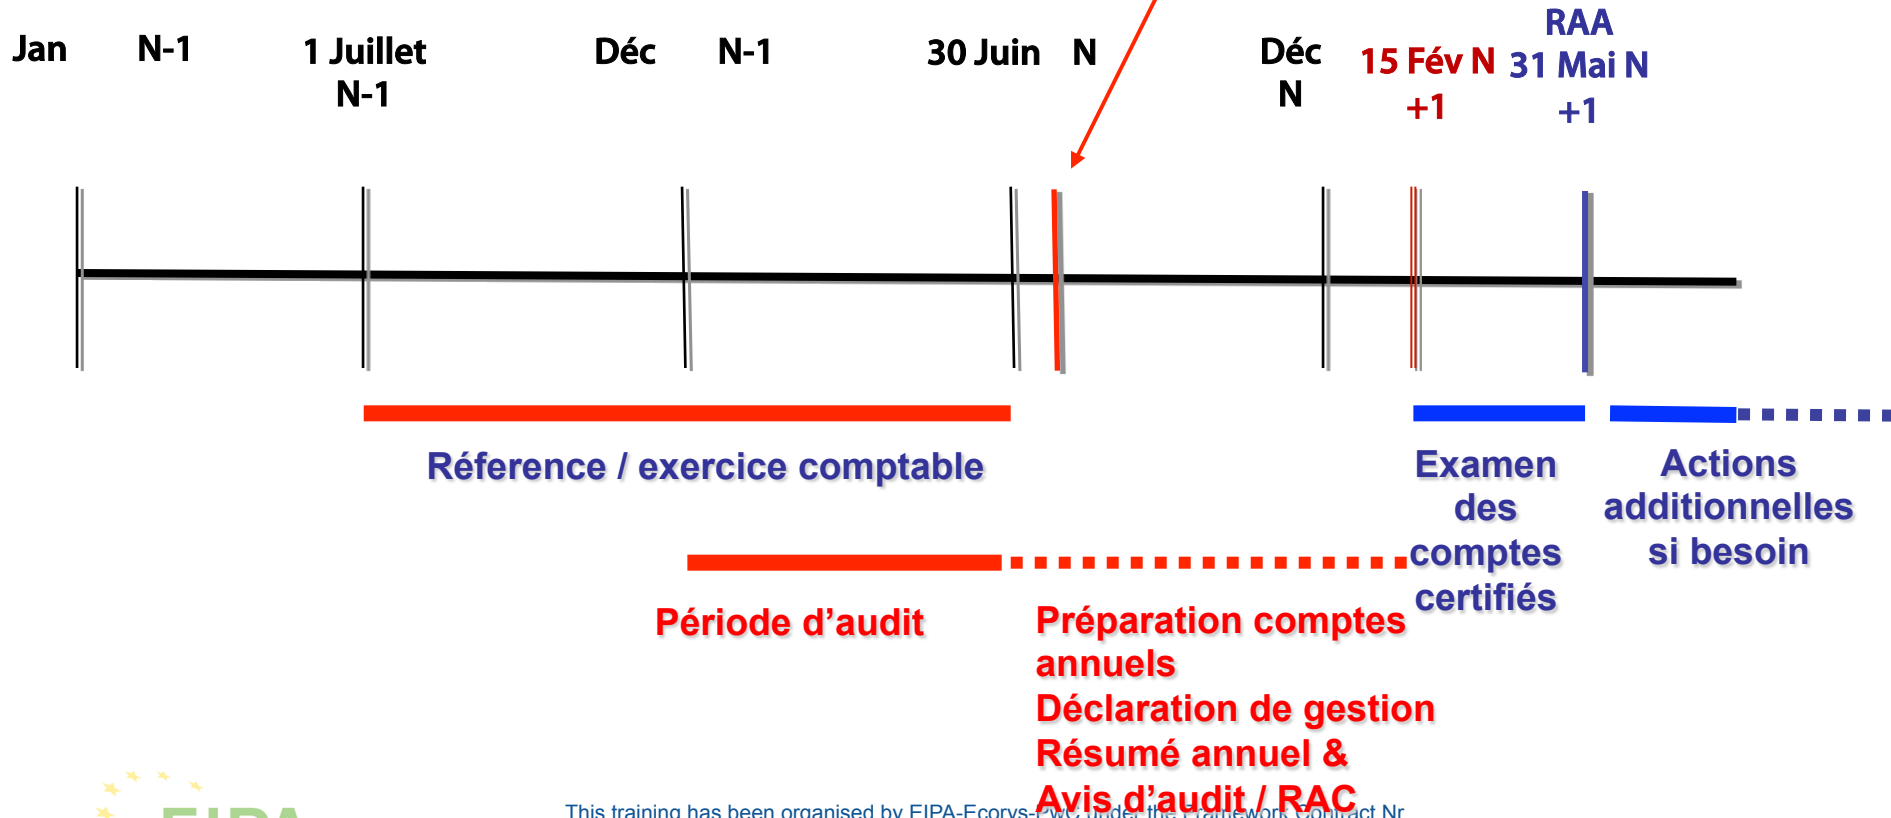 Jan N-1
1 Juillet
N-1
Déc N-1
30 Juin N
Déc
N
15 Fév N
+1
RAA
31 Mai N
+1
Réference / exercice comptable
Examen
des
comptes
certifiés
Actions
additionnelles
si besoin
Période d’audit
Préparation comptes
annuels
Déclaration de gestion
Résumé annuel &
Avis d’audit / RAC
EIPA
This training has been organised by EIPA-Ecorys-PwC under the Framework Contract Nr